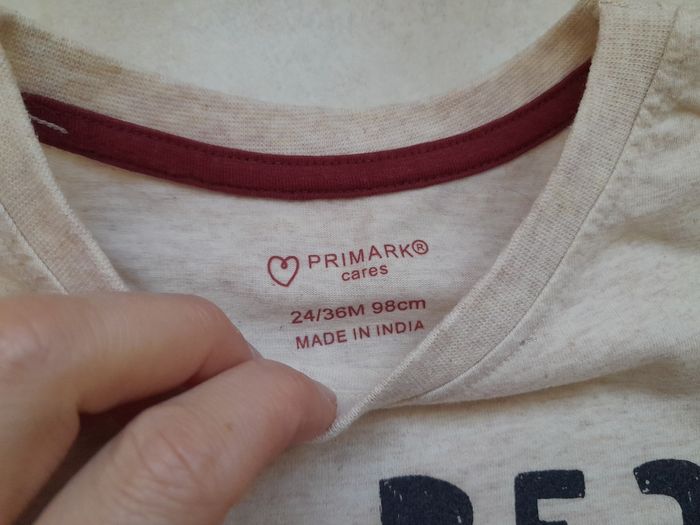 PRIMARK®
cares
24/36M 98cm
MADE IN INDIA